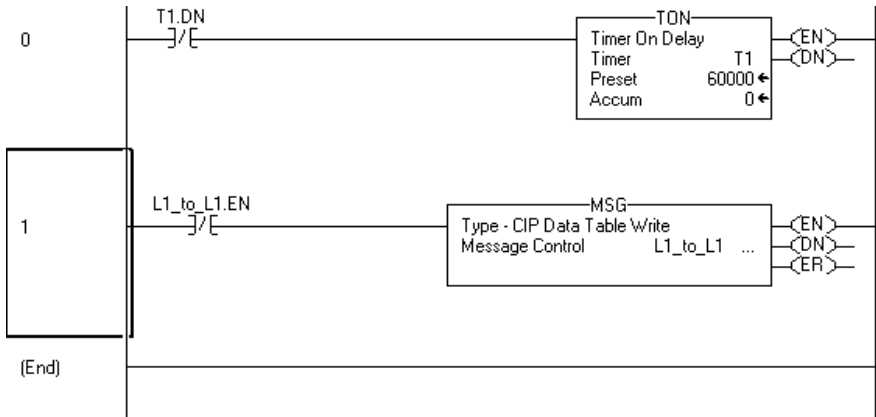 T1.DN
0
TON
Timer On Delay
Timer T1
Preset 60000
Accum 0
EN
DN
1
L1_to_L1.EN
MSG
Type - CIP Data Table Write
Message Control L1_to_L1 ...
EN
DN
ER
(End)